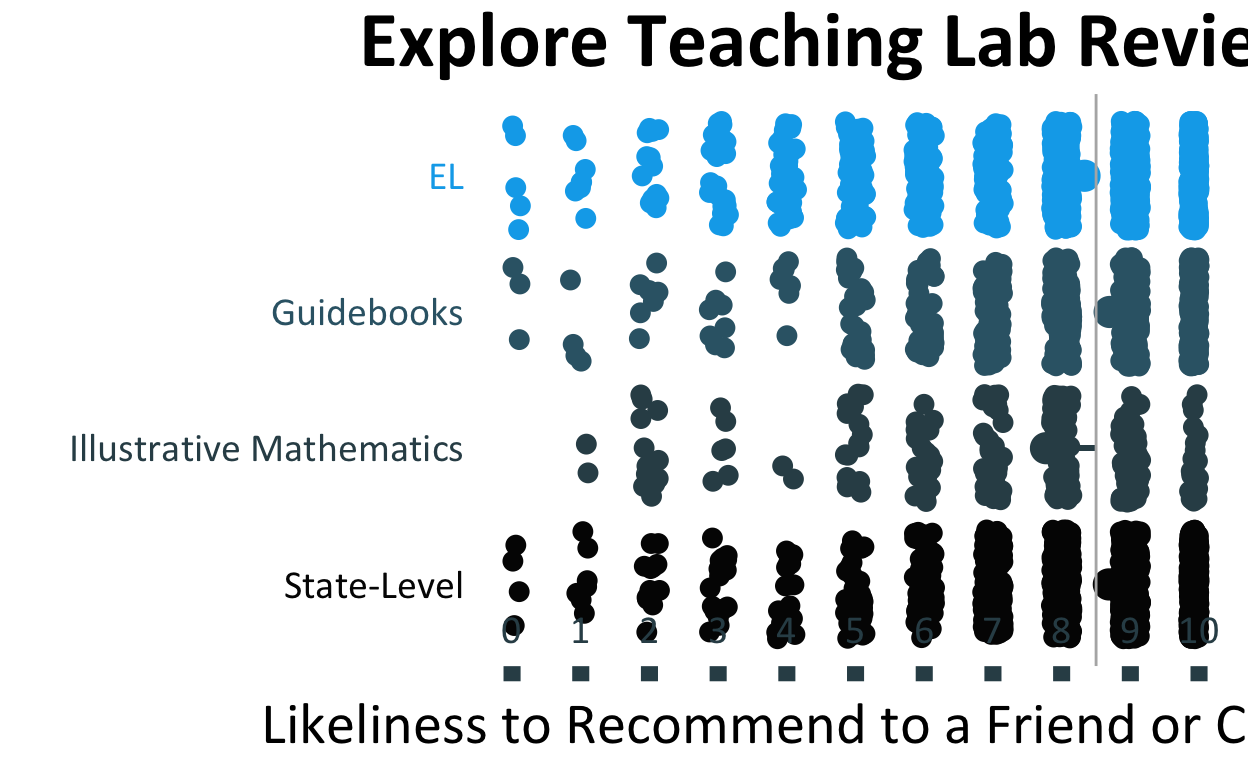 Explore Teaching Lab Revie
EL
Guidebooks
Illustrative Mathematics
State-Level
0 1 2 3 4 5 6 7 8 9 10
Likeliness to Recommend to a Friend or C